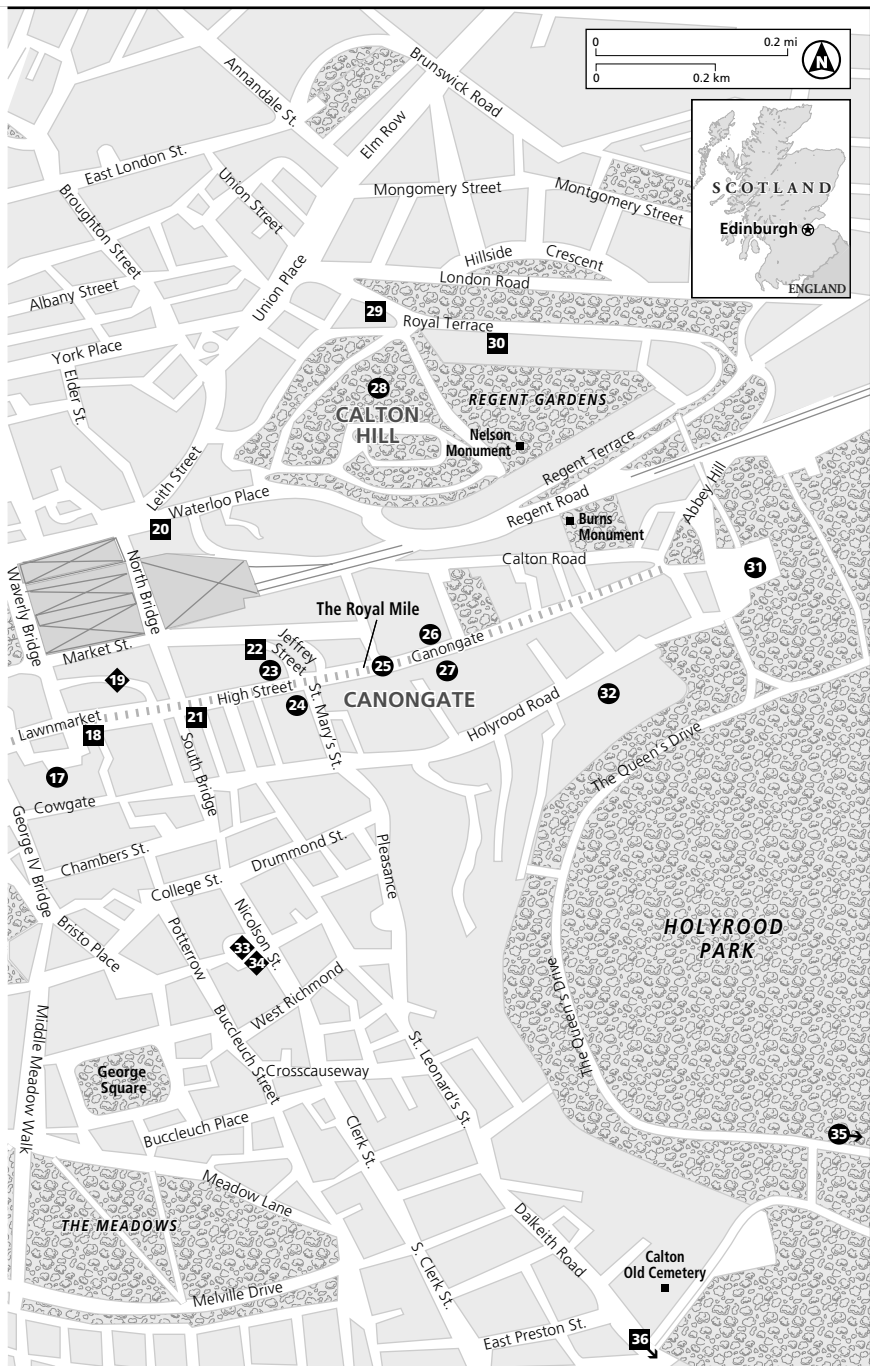 0 0.2 mi
0 0.2 km
N
SCOTLAND
Edinburgh
ENGLAND
Annandale St.
Brunswick Road
Elm Row
East London St.
Union Street
Mongomery Street
Montgomery Street
Broughton Street
Hillside Crescent
London Road
Albany Street
Union Place
29
Royal Terrace
30
York Place
Elder St.
28
CALTON
HILL
REGENT GARDENS
Nelson
Monument
Regent Terrace
Leith Street
Waterloo Place
20
Regent Road
Abbey Hill
Burns
Monument
Calton Road
31
Waverly Bridge
North Bridge
The Royal Mile
Market St.
22
Jeffrey
Street
23
26
Canongate
25
27
19
High Street
24
St. Mary's St.
CANONGATE
32
Lawnmarket
18
21
Holyrood Road
South Bridge
The Queen's Drive
17
Cowgate
George IV Bridge
Chambers St.
Drummond St.
Pleasance
College St.
Nicolson St.
Bristo Place
Potterrow
33
34
HOLYROOD
PARK
West Richmond
The Queen's Drive
Middle Meadow Walk
Buccleuch Street
St. Leonard's St.
George
Square
Crosscauseway
Buccleuch Place
Clerk St.
35
Meadow Lane
THE MEADOWS
Dalkeith Road
S. Clerk St.
Calton
Old Cemetery
Melville Drive
East Preston St.
36